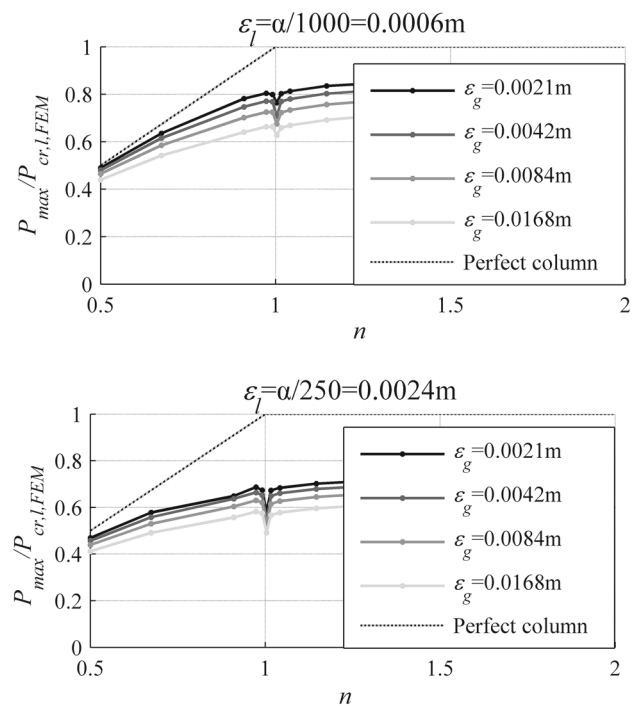 ε_l=α/1000=0.0006m
1
0.8
0.6
0.4
0.2
0
P_max/P_cr,l,FEM
ε_g=0.0021m
ε_g=0.0042m
ε_g=0.0084m
ε_g=0.0168m
Perfect column
0.5 1 1.5 2
n
ε_l=α/250=0.0024m
1
0.8
0.6
0.4
0.2
0
P_max/P_cr,l,FEM
ε_g=0.0021m
ε_g=0.0042m
ε_g=0.0084m
ε_g=0.0168m
Perfect column
0.5 1 1.5 2
n